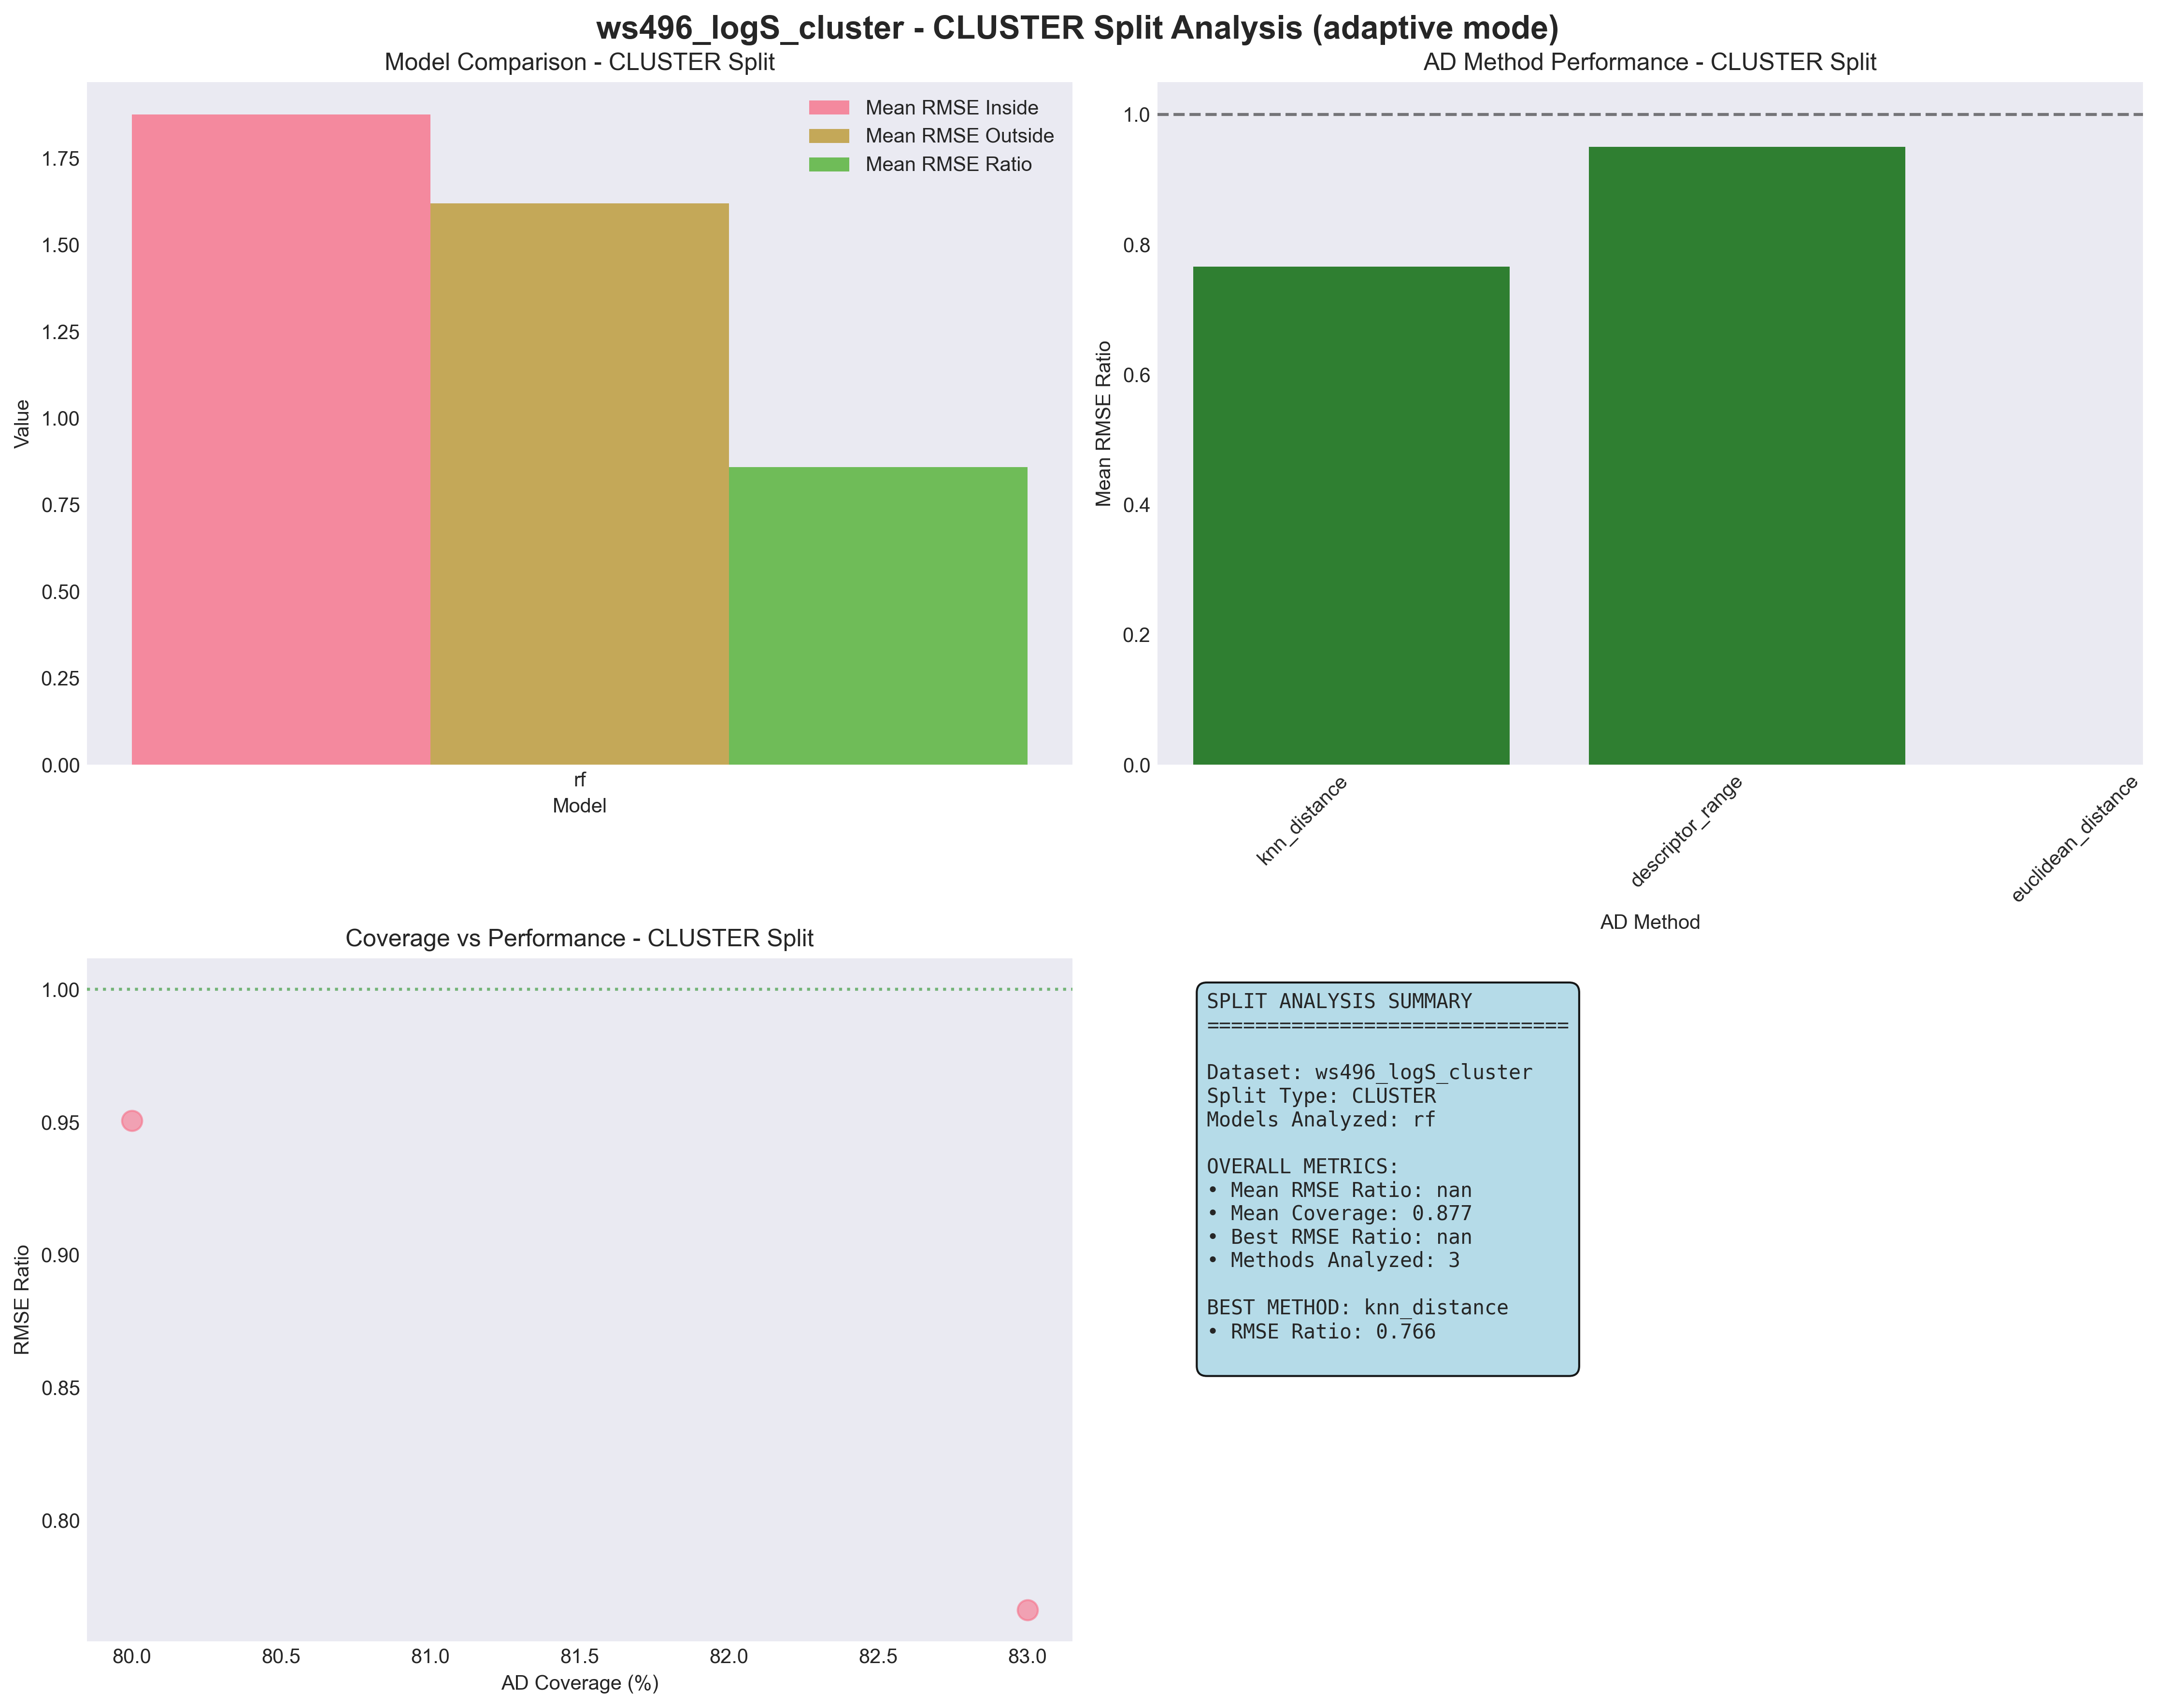 ws496_logS_cluster - CLUSTER Split Analysis (adaptive mode)
Model Comparison - CLUSTER Split
Mean RMSE Inside
Mean RMSE Outside
Mean RMSE Ratio
Value
1.75
1.50
1.25
1.00
0.75
0.50
0.25
0.00
rf
Model
AD Method Performance - CLUSTER Split
Mean RMSE Ratio
1.0
0.8
0.6
0.4
0.2
0.0
knn_distance
descriptor_range
euclidean_distance
AD Method
Coverage vs Performance - CLUSTER Split
RMSE Ratio
1.00
0.95
0.90
0.85
0.80
80.0 80.5 81.0 81.5 82.0 82.5 83.0
AD Coverage (%)
SPLIT ANALYSIS SUMMARY
==============================
Dataset: ws496_logS_cluster
Split Type: CLUSTER
Models Analyzed: rf
OVERALL METRICS:
• Mean RMSE Ratio: nan
• Mean Coverage: 0.877
• Best RMSE Ratio: nan
• Methods Analyzed: 3
BEST METHOD: knn_distance
• RMSE Ratio: 0.766